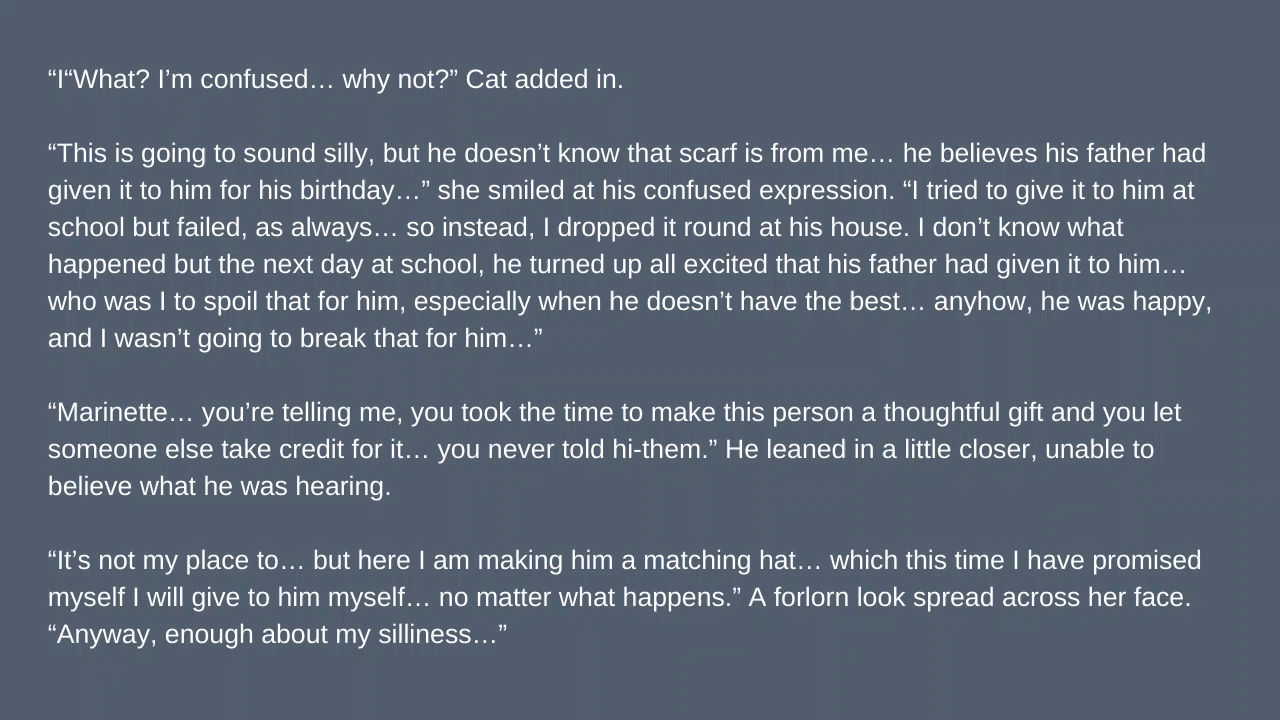 “I“What? I’m confused… why not?” Cat added in.
“This is going to sound silly, but he doesn’t know that scarf is from me… he believes his father had
given it to him for his birthday…” she smiled at his confused expression. “I tried to give it to him at
school but failed, as always… so instead, I dropped it round at his house. I don’t know what
happened but the next day at school, he turned up all excited that his father had given it to him…
who was I to spoil that for him, especially when he doesn’t have the best… anyhow, he was happy,
and I wasn’t going to break that for him…”
“Marinette… you’re telling me, you took the time to make this person a thoughtful gift and you let
someone else take credit for it… you never told hi-them.” He leaned in a little closer, unable to
believe what he was hearing.
“It’s not my place to… but here I am making him a matching hat… which this time I have promised
myself I will give to him myself… no matter what happens.” A forlorn look spread across her face.
“Anyway, enough about my silliness…”